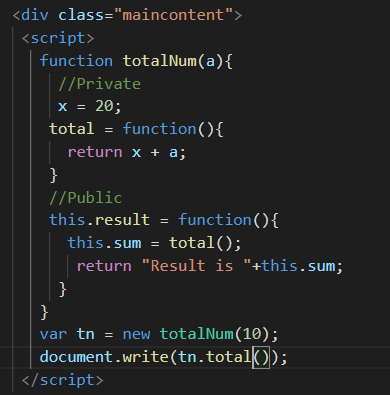 <div class="maincontent">
<script>
function totalNum(a){
//Private
x = 20;
total = function(){
return x + a;
}
//Public
this.result = function(){
this.sum = total();
return "Result is "+this.sum;
}
}
var tn = new totalNum(10);
document.write(tn.total());
</script>